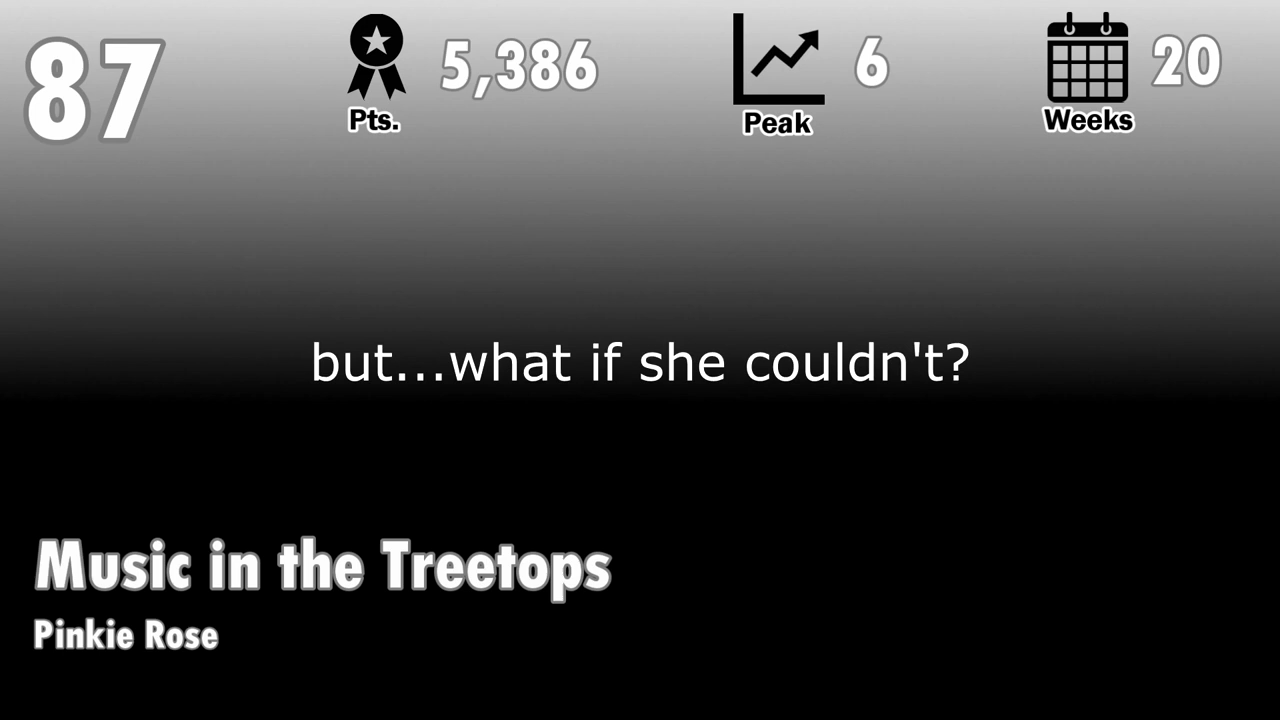 87
5,386
Pts.
6
Peak
20
Weeks
but...what if she couldn't?
Music in the Treetops
Pinkie Rose